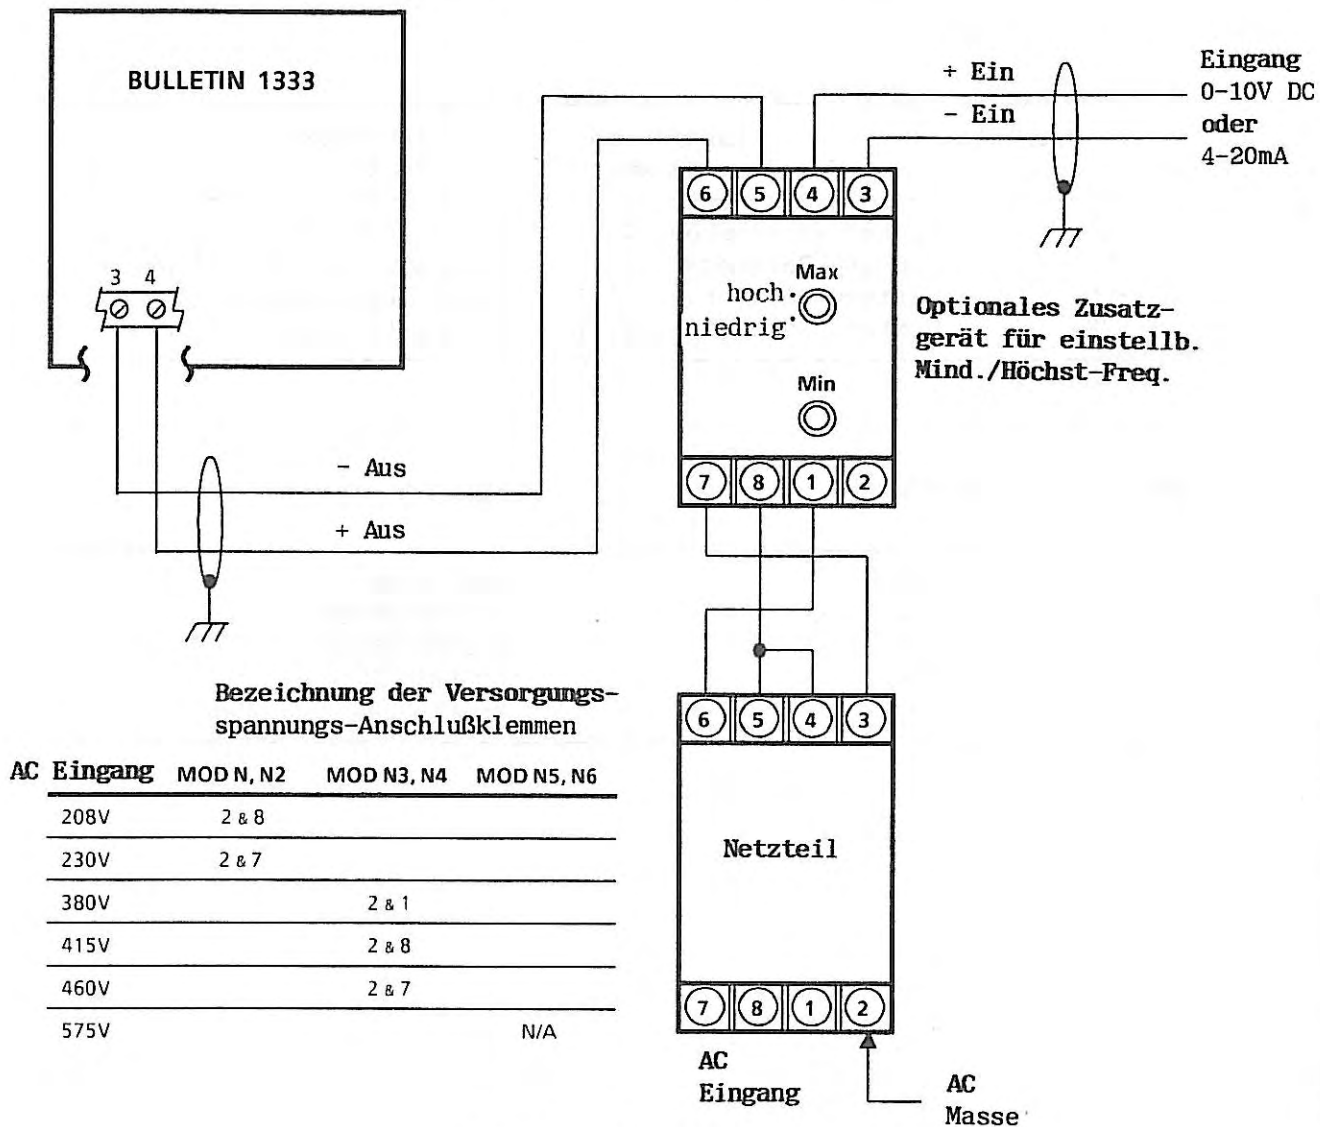 BULLETIN 1333
3 4
- Aus
+ Aus
+ Ein
- Ein
Eingang
0-10V DC
oder
4-20mA
6 5 4 3
Max
hoch
niedrig
Min
7 8 1 2
Optionales Zusatz-
gerät für einstellb.
Mind./Höchst-Freq.
6 5 4 3
Netzteil
7 8 1 2
AC
Eingang
AC
Masse
Bezeichnung der Versorgungs-
spannungs-Anschlußklemmen
AC Eingang MOD N, N2 MOD N3, N4 MOD N5, N6
208V 2 & 8
230V 2 & 7
380V 2 & 1
415V 2 & 8
460V 2 & 7
575V N/A